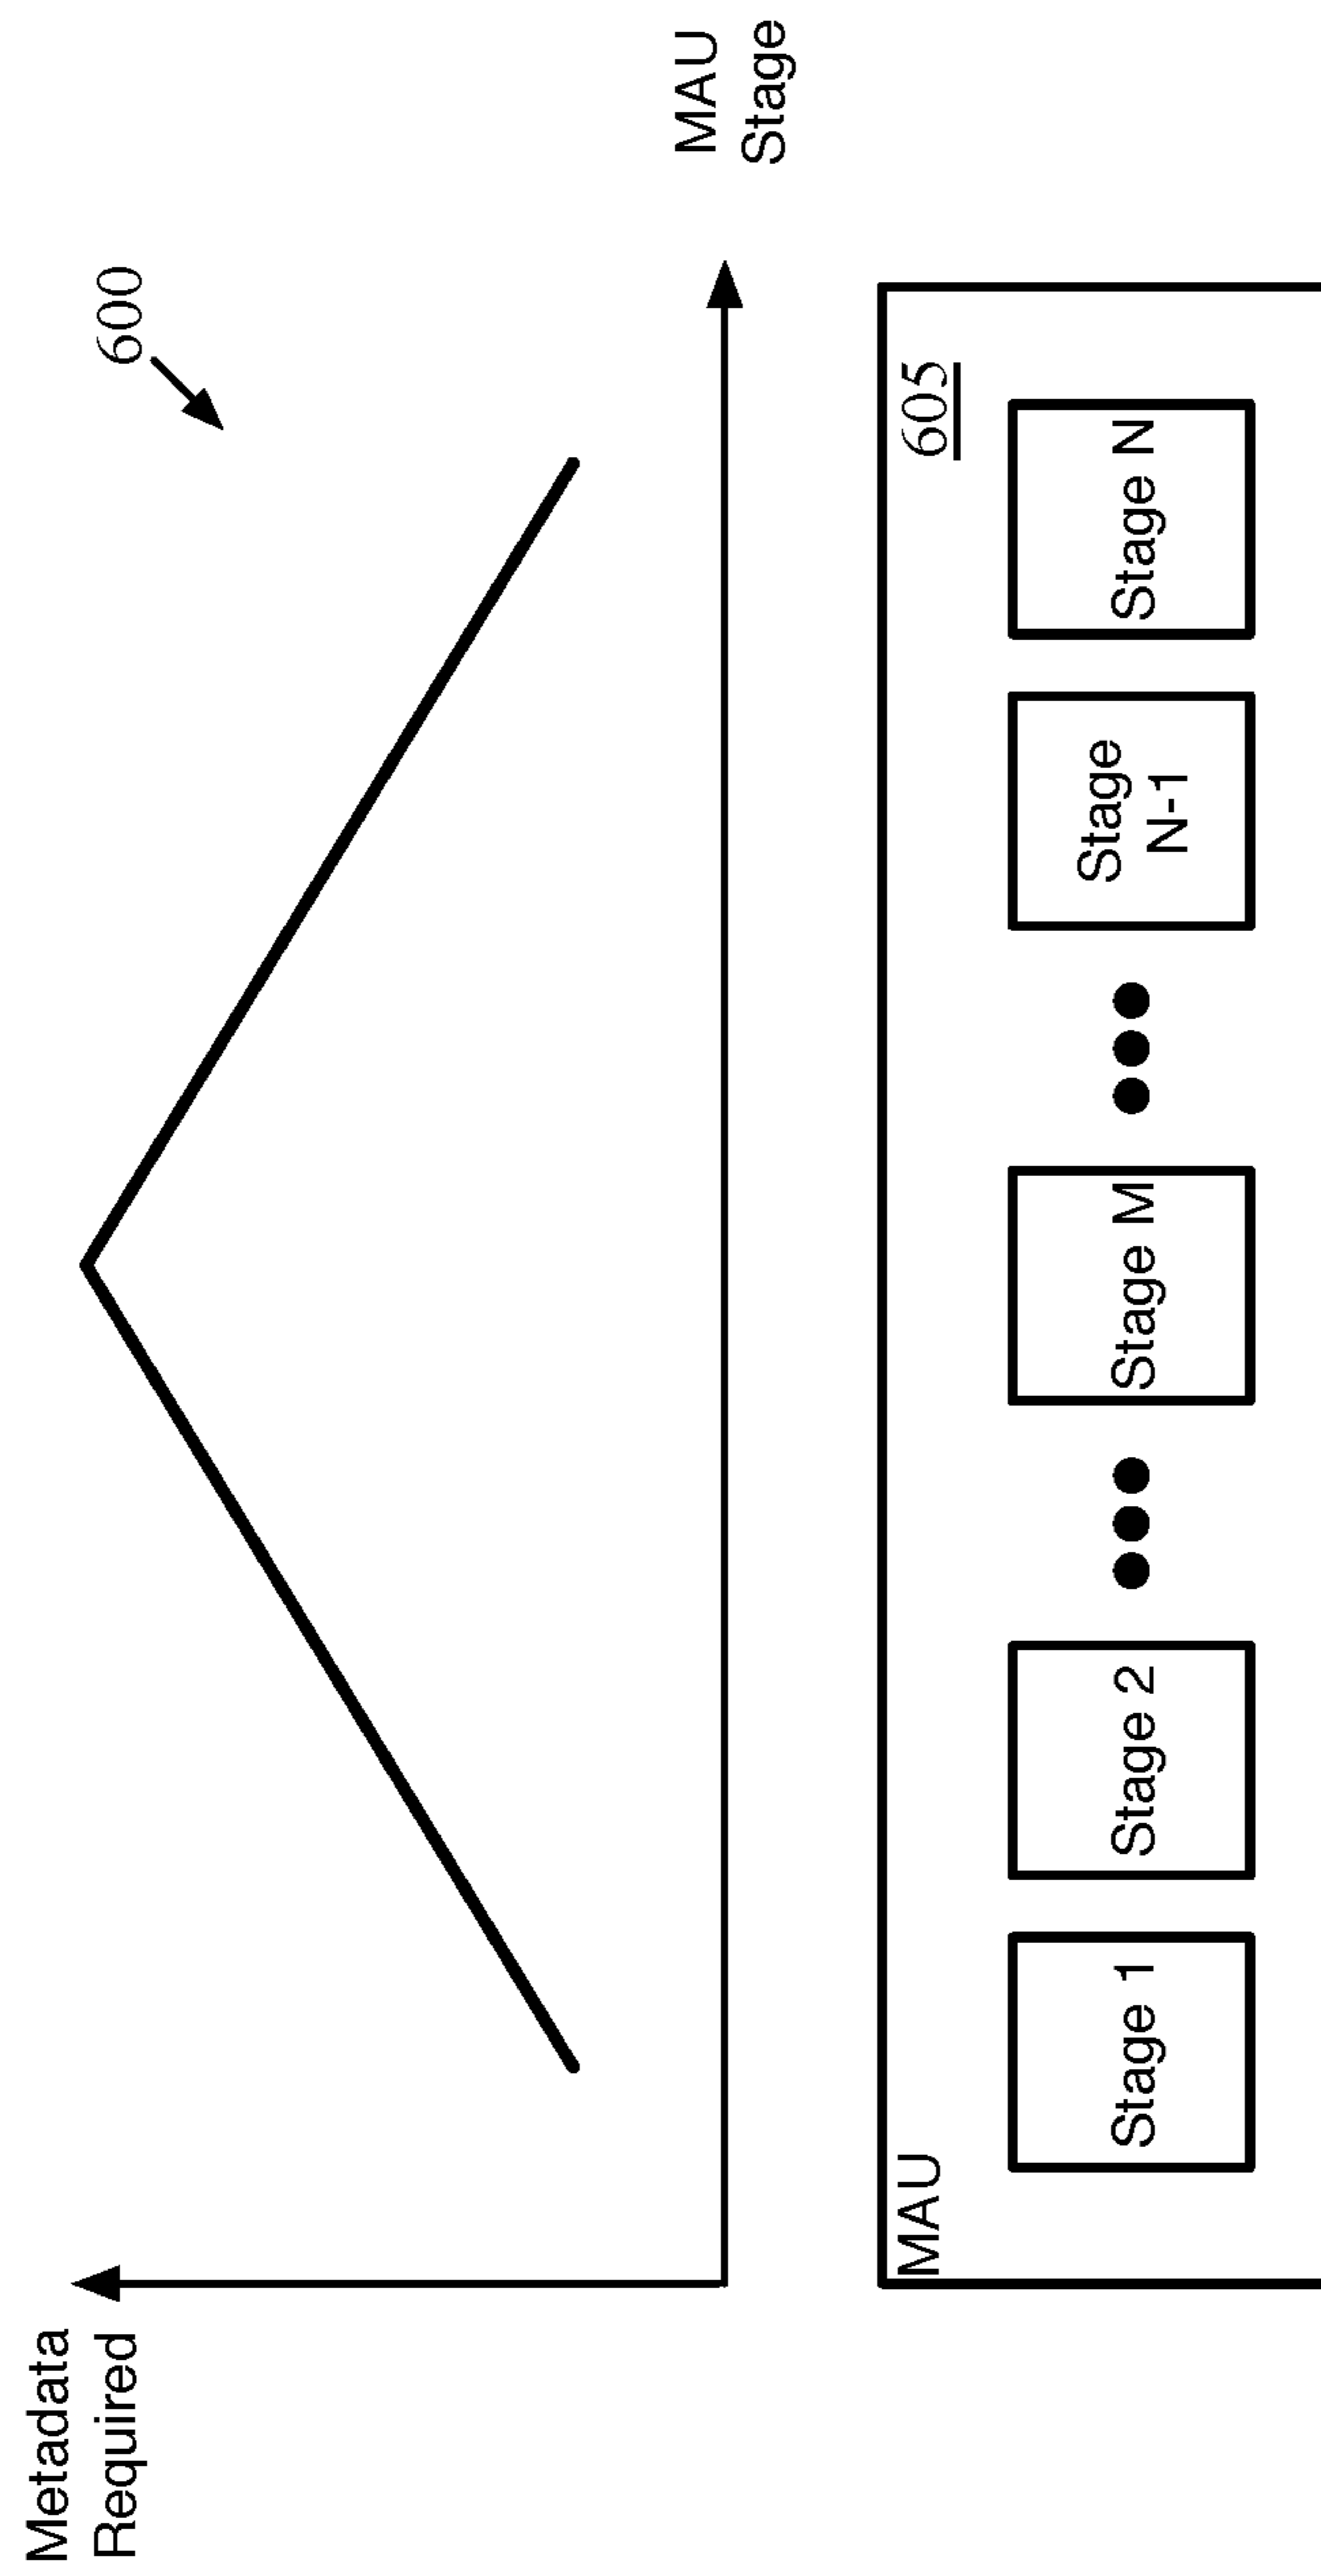 Metadata
Required
600
MAU
Stage
MAU
605
Stage 1
Stage 2
Stage M
Stage
N-1
Stage N